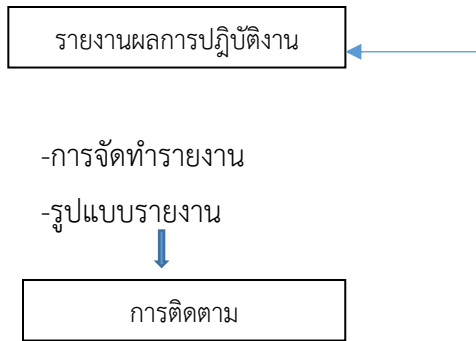 รายงานผลการปฏิบัติงาน
-การจัดทำรายงาน
-รูปแบบรายงาน
การติดตาม